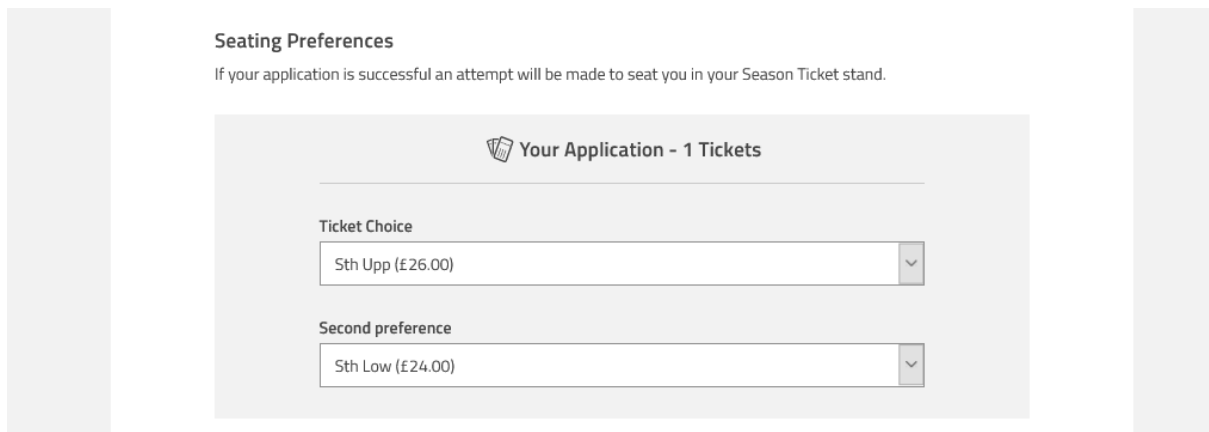 Seating Preferences
If your application is successful an attempt will be made to seat you in your Season Ticket stand.
Your Application - 1 Tickets
Ticket Choice
Sth Upp (£26.00)
Second preference
Sth Low (£24.00)